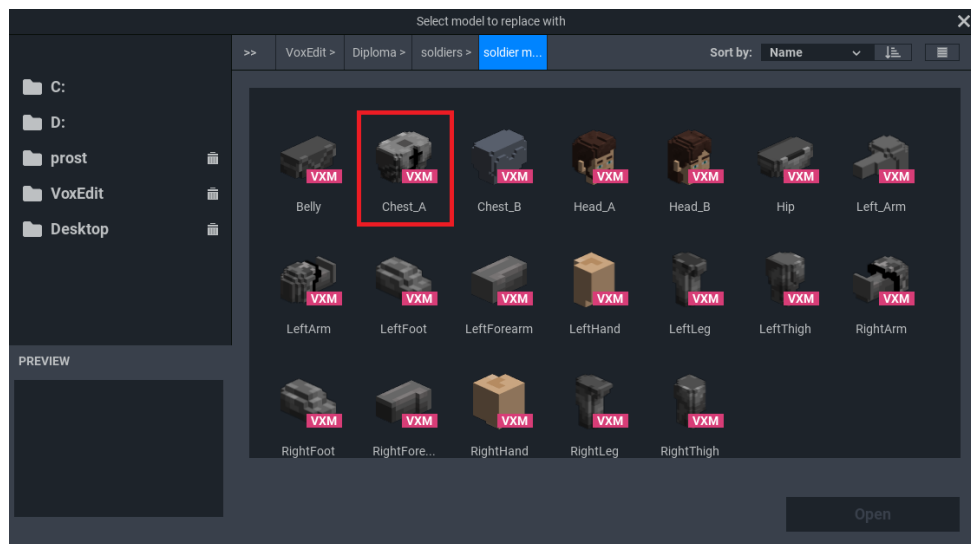 Select model to replace with
>> VoxEdit > Diploma > soldiers > soldier m... Sort by: Name
C:
D:
prost
VoxEdit
Desktop
VXM VXM VXM VXM VXM VXM VXM
Belly Chest_A Chest_B Head_A Head_B Hip Left_Arm
VXM VXM VXM VXM VXM VXM VXM
LeftArm LeftFoot LeftForearm LeftHand LeftLeg LeftThigh RightArm
PREVIEW
VXM VXM VXM VXM VXM
RightFoot RightFore... RightHand RightLeg RightThigh
Open